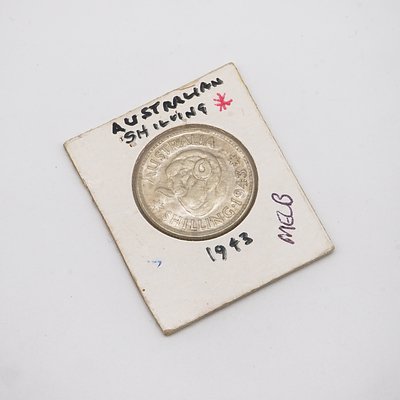 AUSTRALIAN
SHILLING *
AUSTRALIA
SHILLING·1943
1943
MELB